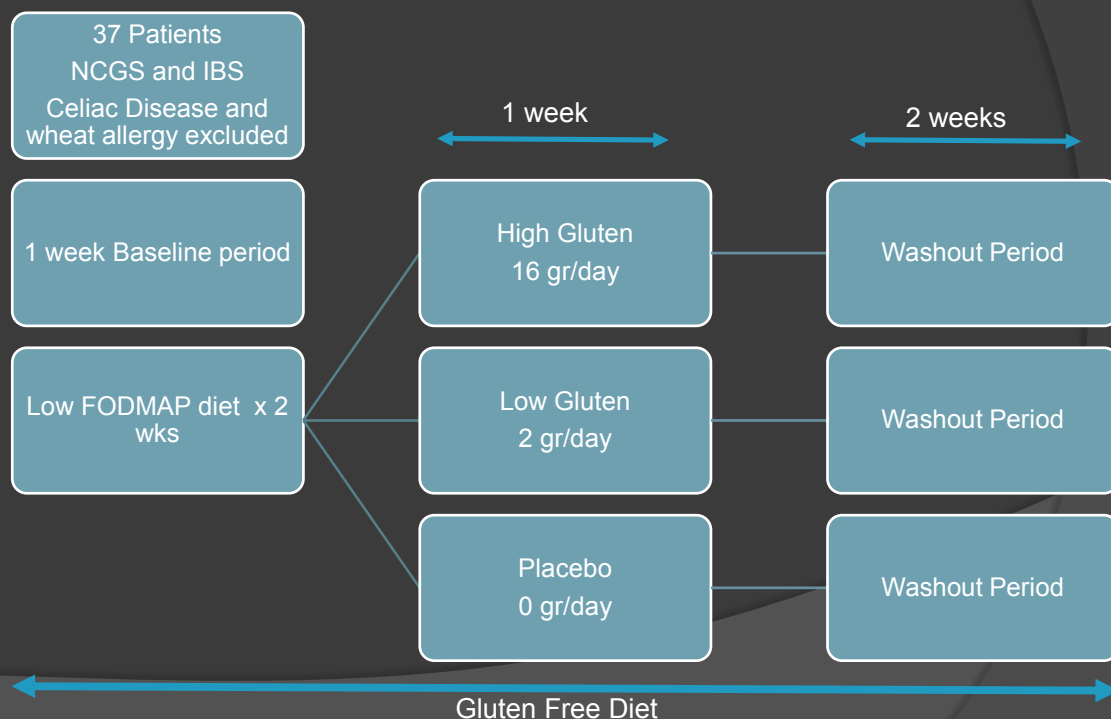 37 Patients
NCGS and IBS
Celiac Disease and
wheat allergy excluded
1 week Baseline period
Low FODMAP diet x 2
wks
1 week
High Gluten
16 gr/day
Low Gluten
2 gr/day
Placebo
0 gr/day
2 weeks
Washout Period
Washout Period
Washout Period
Gluten Free Diet